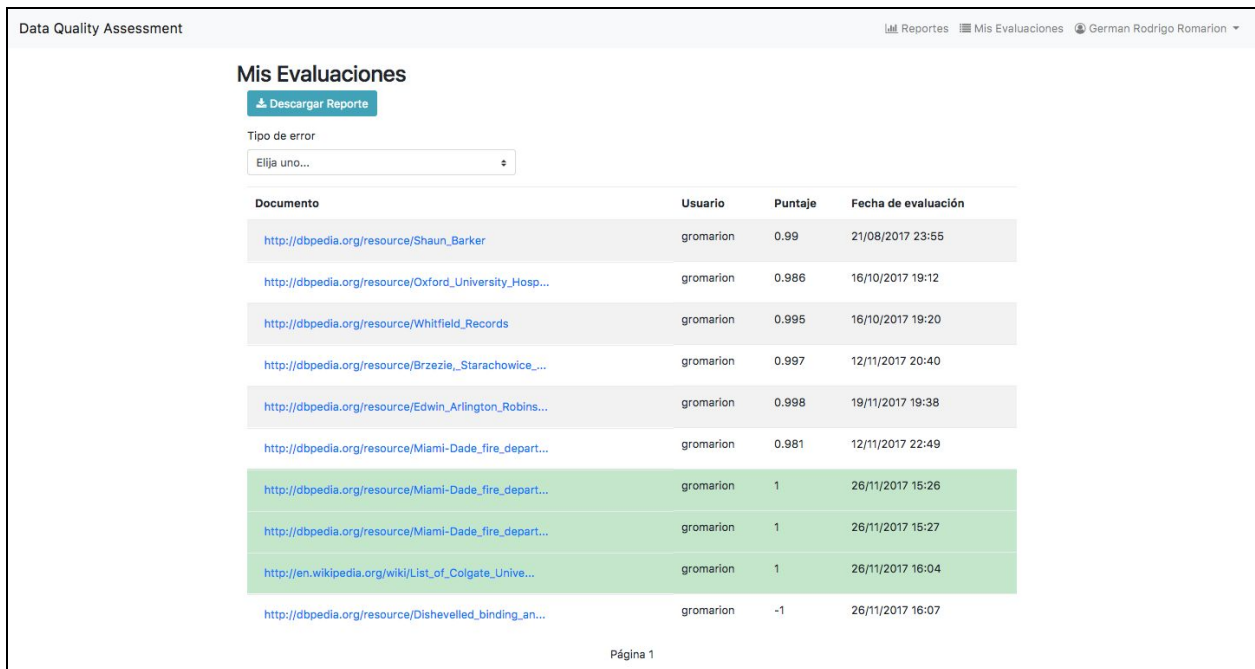 Data Quality Assessment Reportes Mis Evaluaciones German Rodrigo Romarion
Mis Evaluaciones
Descargar Reporte
Tipo de error
Elija uno...
Documento Usuario Puntaje Fecha de evaluación
http://dbpedia.org/resource/Shaun_Barker gromarion 0.99 21/08/2017 23:55
http://dbpedia.org/resource/Oxford_University_Hosp... gromarion 0.986 16/10/2017 19:12
http://dbpedia.org/resource/Whitfield_Records gromarion 0.995 16/10/2017 19:20
http://dbpedia.org/resource/Brzezie,_Starachowice_... gromarion 0.997 12/11/2017 20:40
http://dbpedia.org/resource/Edwin_Arlington_Robins... gromarion 0.998 19/11/2017 19:38
http://dbpedia.org/resource/Miami-Dade_fire_depart... gromarion 0.981 12/11/2017 22:49
http://dbpedia.org/resource/Miami-Dade_fire_depart... gromarion 1 26/11/2017 15:26
http://dbpedia.org/resource/Miami-Dade_fire_depart... gromarion 1 26/11/2017 15:27
http://en.wikipedia.org/wiki/List_of_Colgate_Unive... gromarion 1 26/11/2017 16:04
http://dbpedia.org/resource/Dishevelled_binding_an... gromarion -1 26/11/2017 16:07
Página 1